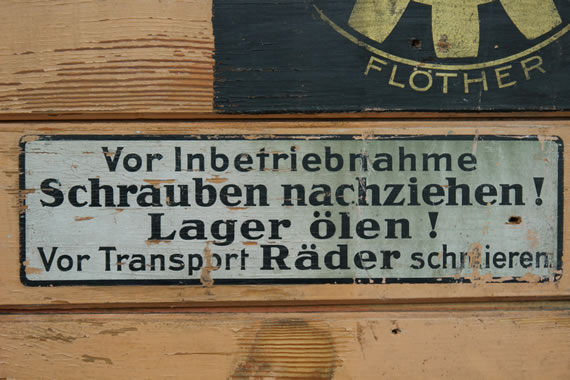 FLÖTHER
Vor Inbetriebnahme
Schrauben nachziehen!
Lager ölen!
Vor Transport Räder schmieren